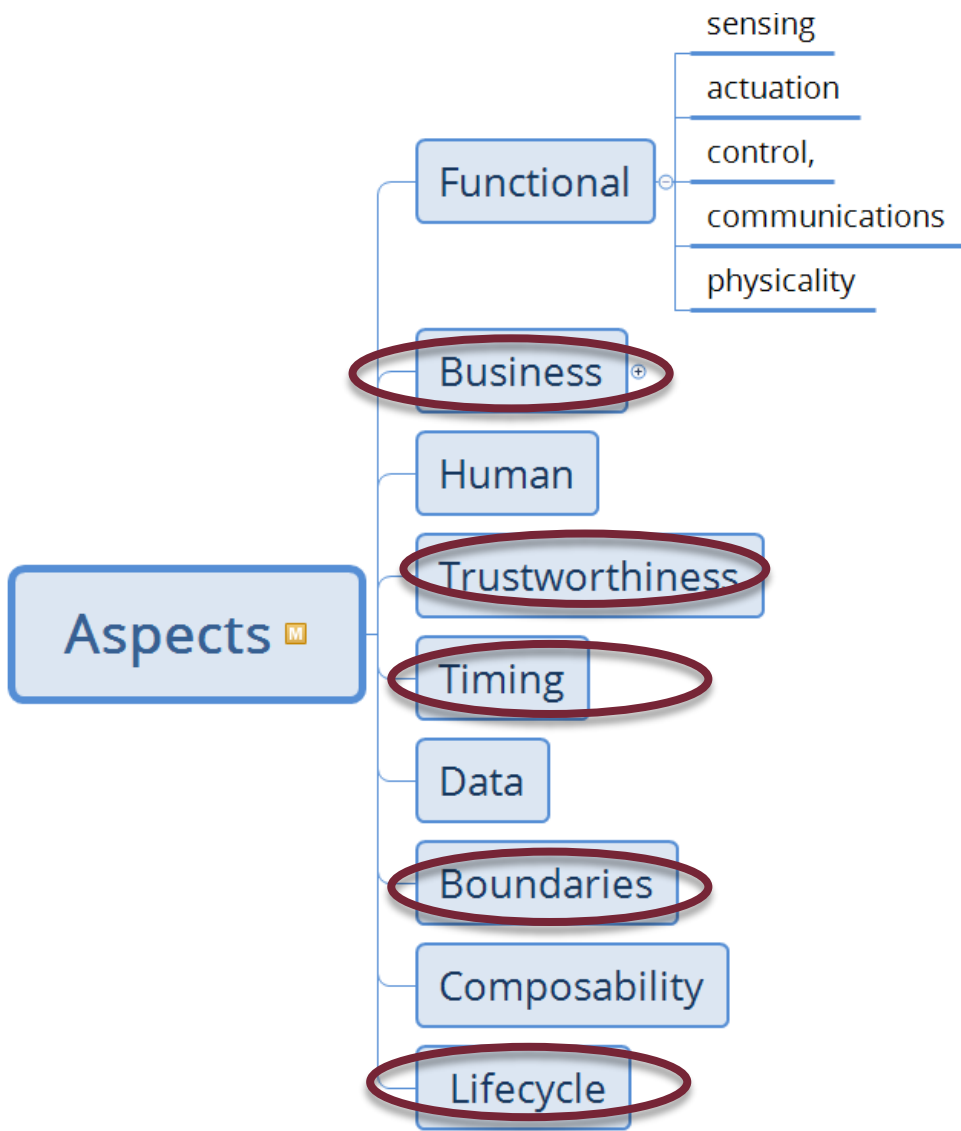 sensing
actuation
control,
communications
physicality
Functional
Business
Human
Trustworthiness
Timing
Data
Boundaries
Composability
Lifecycle
Aspects M